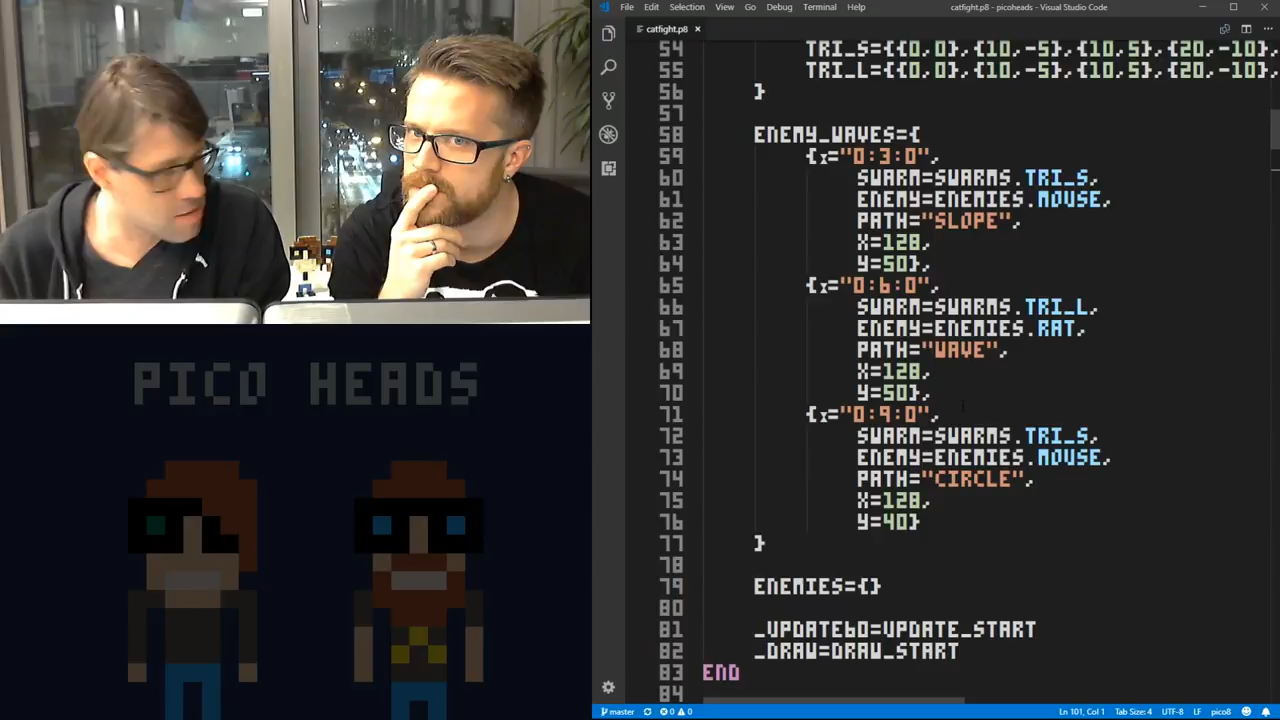 File Edit Selection View Go Debug Terminal Help
catfight.p8 - picoheads - Visual Studio Code
catfight.p8
54 TRI_S={{0,0},{10,-5},{10,5},{20,-10},
55 TRI_L={{0,0},{10,-5},{10,5},{20,-10},
56 }
57
58 ENEMY_WAVES={
59 {T="0:3:0",
60 SWARM=SWARMS.TRI_S,
61 ENEMY=ENEMIES.MOUSE,
62 PATH="SLOPE",
63 X=128,
64 Y=50},
65 {T="0:6:0",
66 SWARM=SWARMS.TRI_L,
67 ENEMY=ENEMIES.RAT,
68 PATH="WAVE",
69 X=128,
70 Y=50},
71 {T="0:9:0",
72 SWARM=SWARMS.TRI_S,
73 ENEMY=ENEMIES.MOUSE,
74 PATH="CIRCLE",
75 X=128,
76 Y=40}
77 }
78
79 ENEMIES={}
80
81 _UPDATE60=UPDATE_START
82 _DRAW=DRAW_START
83 END
84
PICO HEADS
master 0 0 Ln 101, Col 1 Tab Size: 4 UTF-8 LF pico8